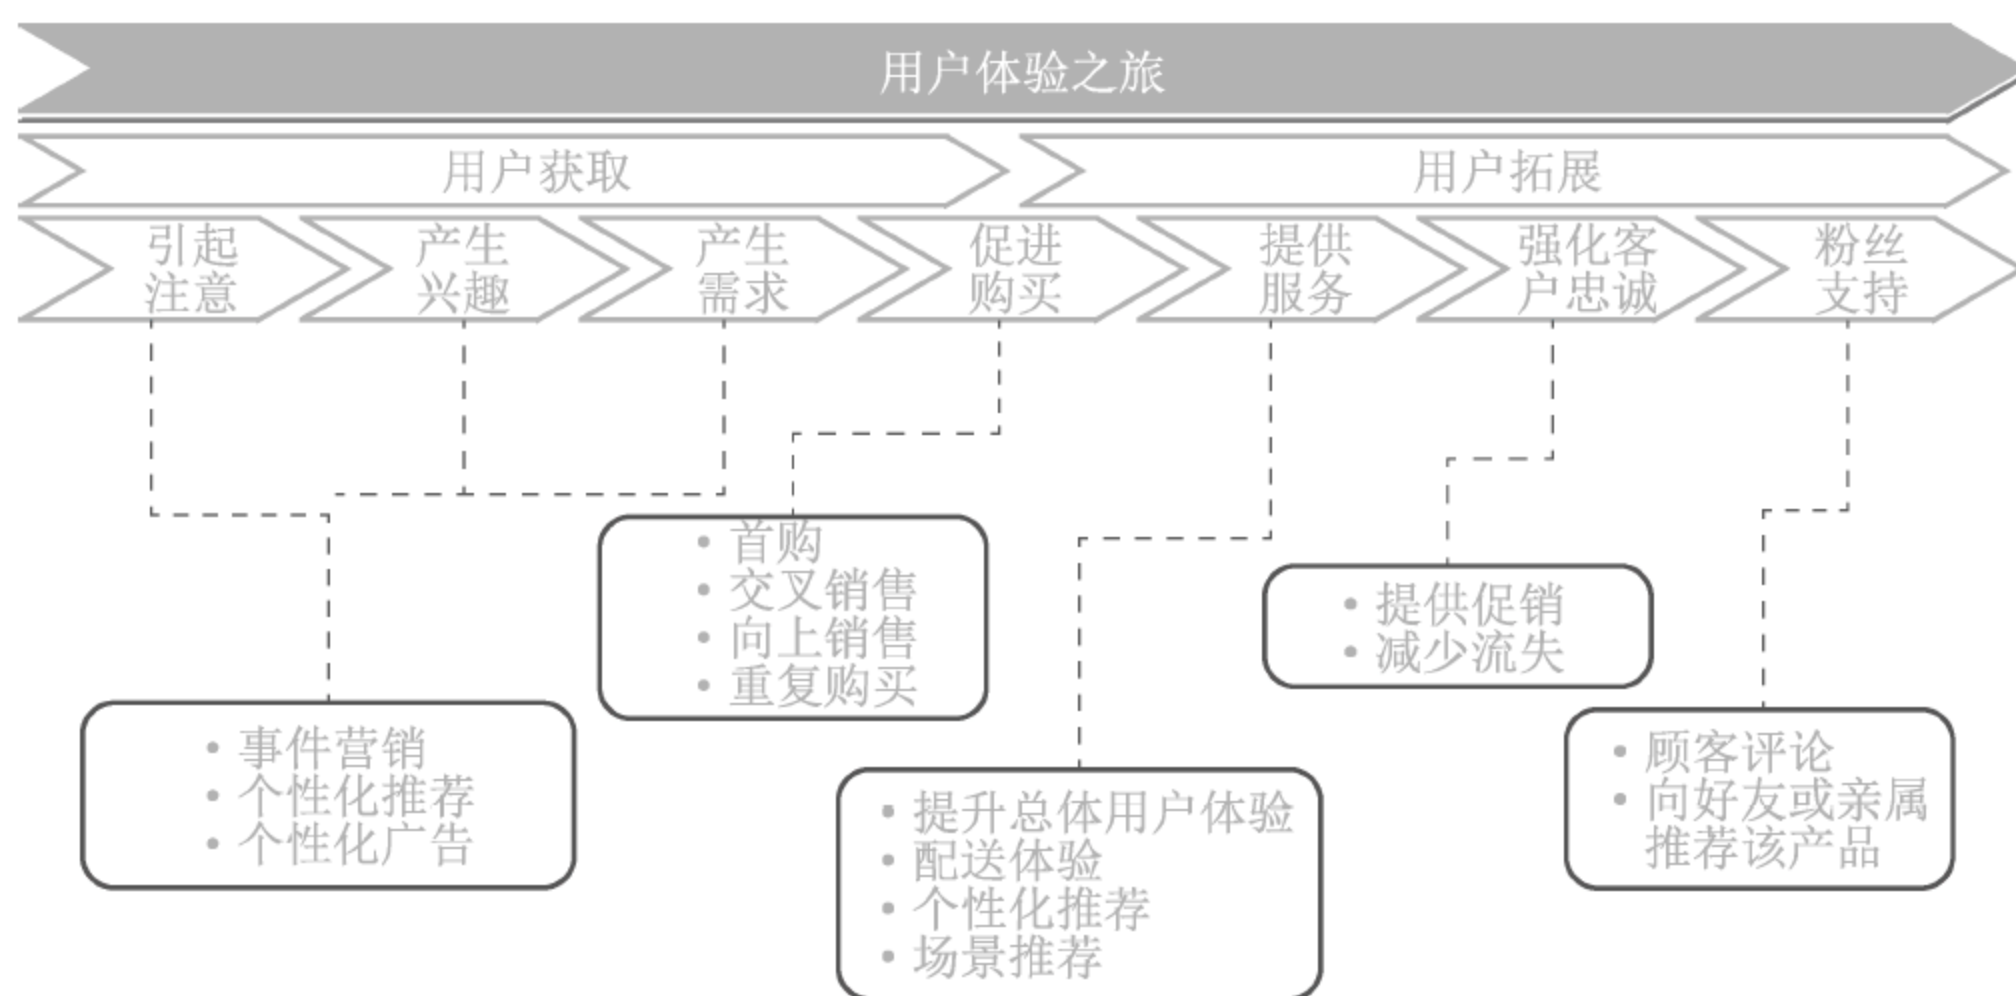 用户体验之旅
用户获取
用户拓展
引起
注意
产生
兴趣
产生
需求
促进
购买
提供
服务
强化客
户忠诚
粉丝
支持
• 事件营销
• 个性化推荐
• 个性化广告
• 首购
• 交叉销售
• 向上销售
• 重复购买
• 提升总体用户体验
• 配送体验
• 个性化推荐
• 场景推荐
• 提供促销
• 减少流失
• 顾客评论
• 向好友或亲属
推荐该产品